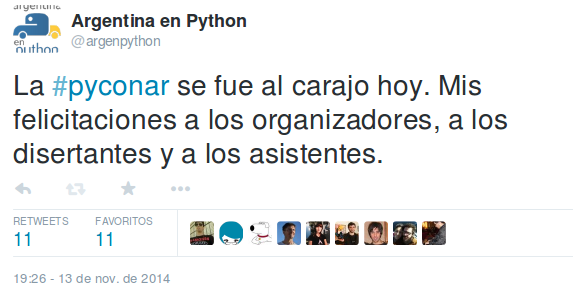 argentina
en
python
Argentina en Python
@argenpython
La #pyconar se fue al carajo hoy. Mis
felicitaciones a los organizadores, a los
disertantes y a los asistentes.
RETWEETS
FAVORITOS
11
11
19:26 - 13 de nov. de 2014